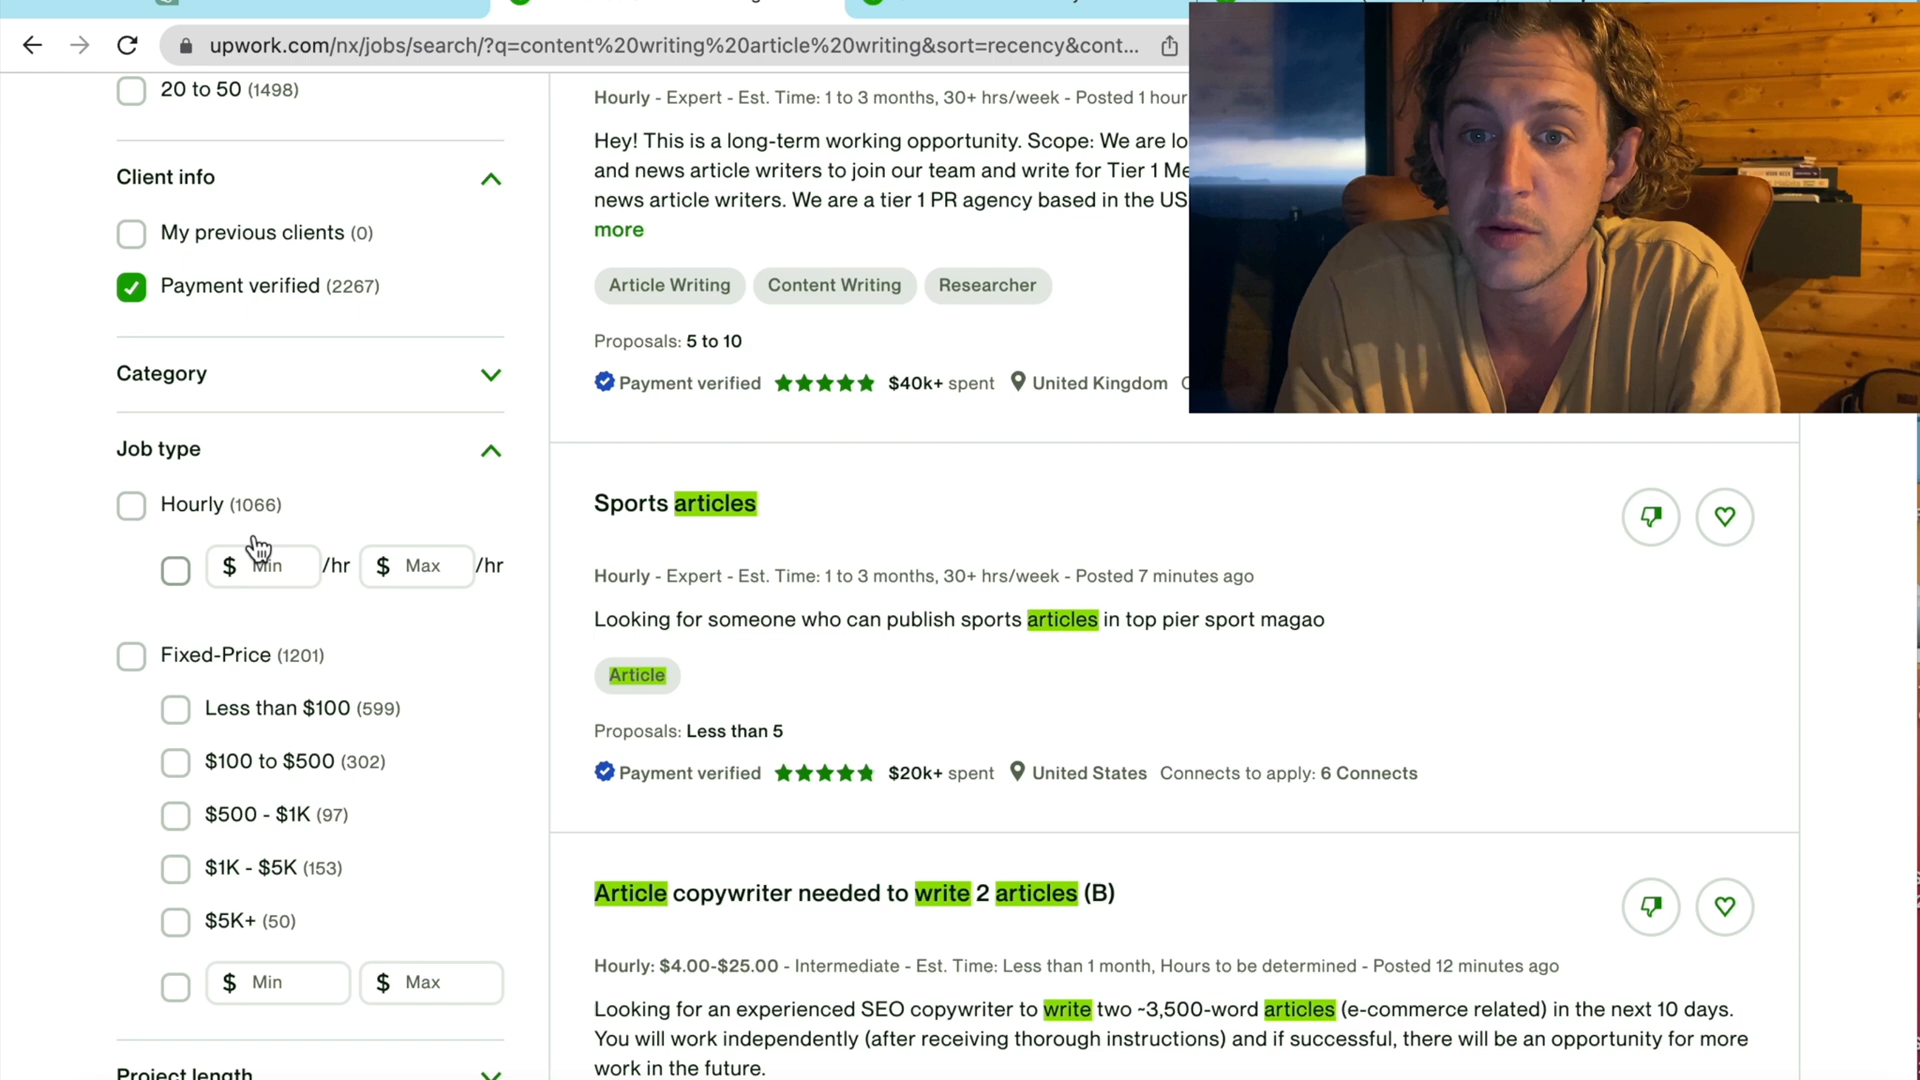 upwork.com/nx/jobs/search/?q=content%20writing%20article%20writing&sort=recency&cont...
20 to 50 (1498)
Client info
My previous clients (0)
Payment verified (2267)
Category
Job type
Hourly (1066)
$ Min /hr $ Max /hr
Fixed-Price (1201)
Less than $100 (599)
$100 to $500 (302)
$500 - $1K (97)
$1K - $5K (153)
$5K+ (50)
$ Min $ Max
Project length
Hourly - Expert - Est. Time: 1 to 3 months, 30+ hrs/week - Posted 1 hour
Hey! This is a long-term working opportunity. Scope: We are lo
and news article writers to join our team and write for Tier 1 Me
news article writers. We are a tier 1 PR agency based in the US
more
Article Writing Content Writing Researcher
Proposals: 5 to 10
Payment verified $40k+ spent United Kingdom
Sports articles
Hourly - Expert - Est. Time: 1 to 3 months, 30+ hrs/week - Posted 7 minutes ago
Looking for someone who can publish sports articles in top pier sport magao
Article
Proposals: Less than 5
Payment verified $20k+ spent United States Connects to apply: 6 Connects
Article copywriter needed to write 2 articles (B)
Hourly: $4.00-$25.00 - Intermediate - Est. Time: Less than 1 month, Hours to be determined - Posted 12 minutes ago
Looking for an experienced SEO copywriter to write two ~3,500-word articles (e-commerce related) in the next 10 days.
You will work independently (after receiving thorough instructions) and if successful, there will be an opportunity for more
work in the future.